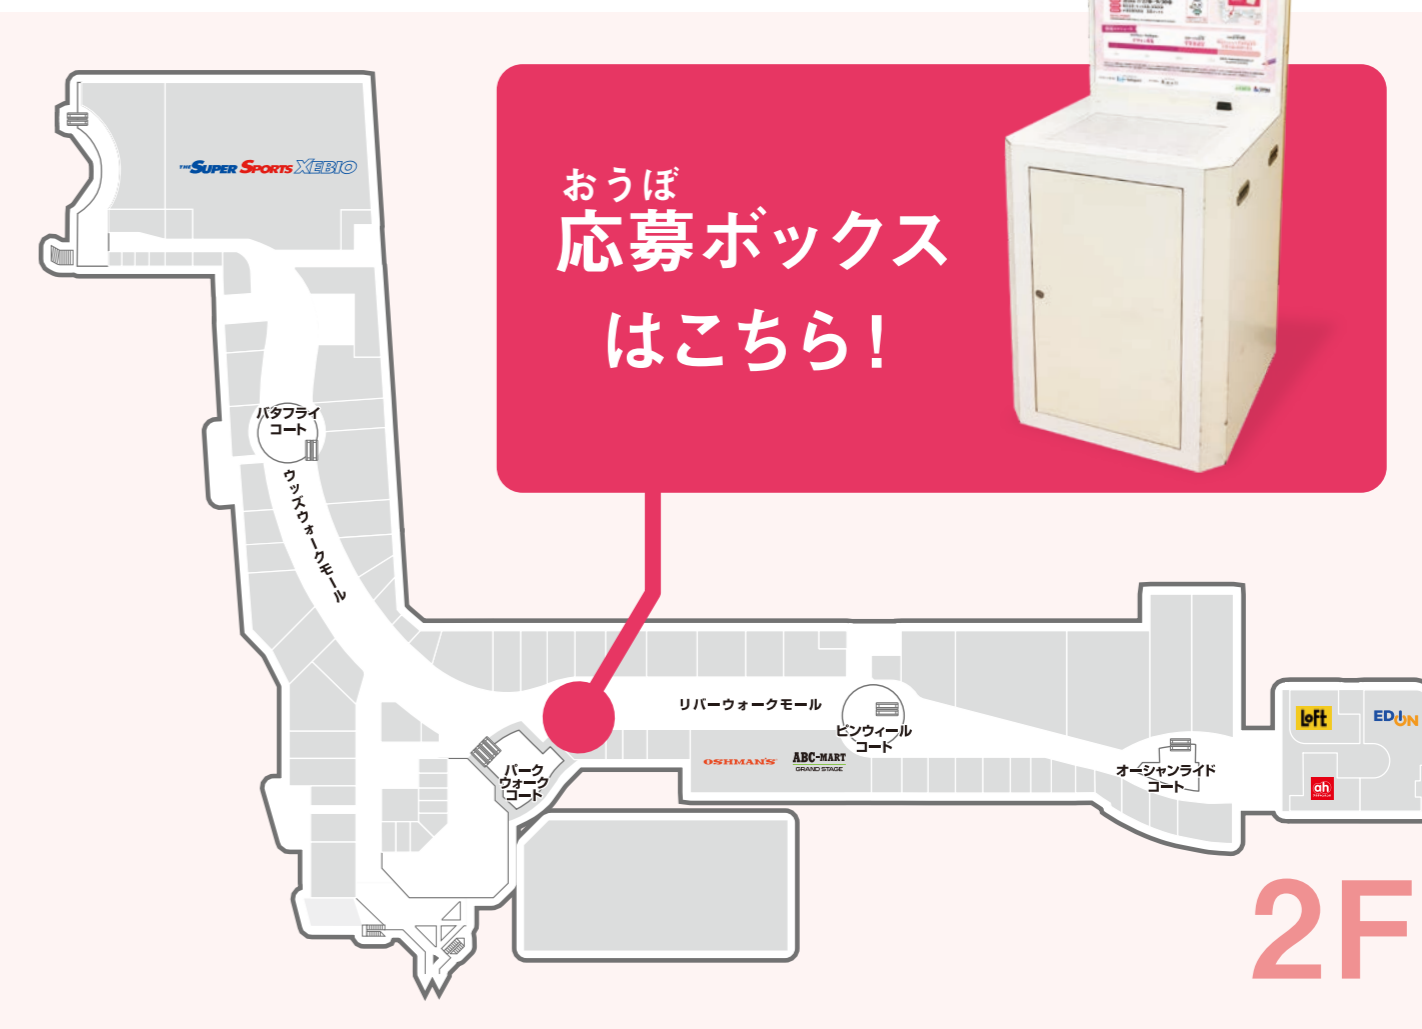 THE SUPER SPORTS XEBIO
おうぼ
応募ボックス
はこちら！
バタフライ
コート
ウッズウォークモール
リバーウォークモール
ピンウィール
コート
パーク
ウォーク
コート
OSHMAN'S
ABC-MART
GRAND STAGE
オーシャンライド
コート
LOFT
EDION
ah
2F